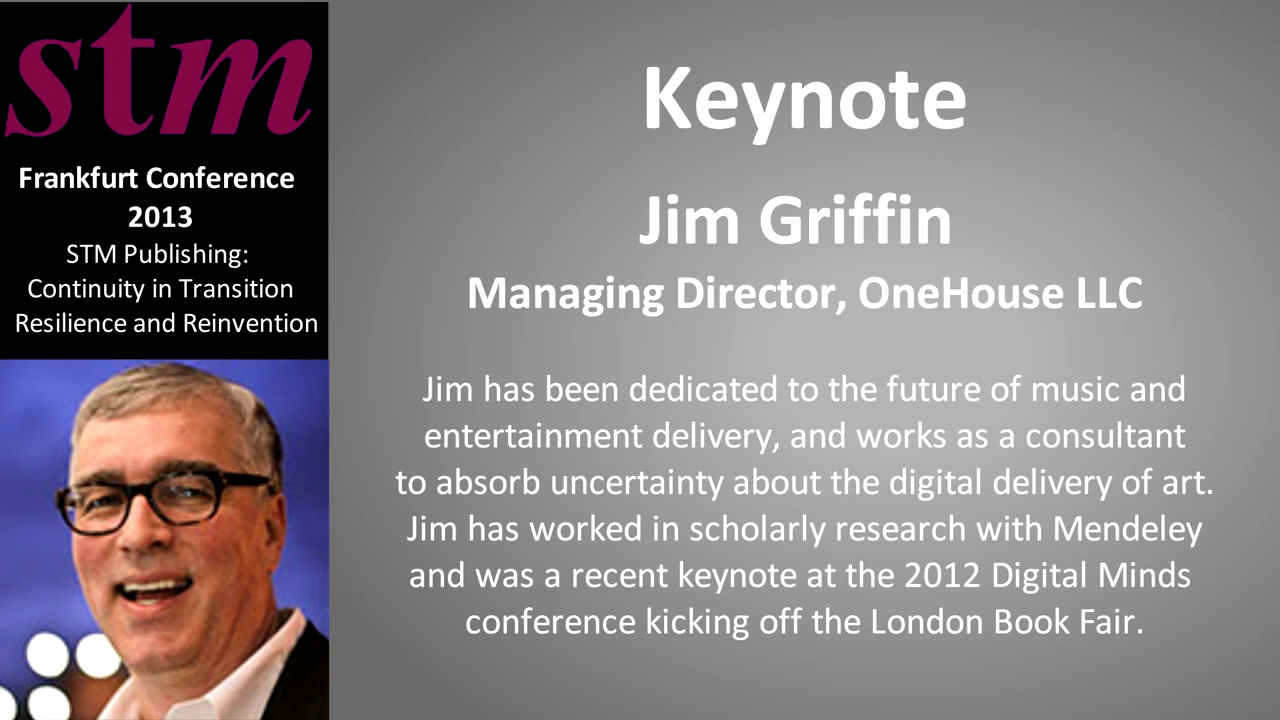 stm
Frankfurt Conference
2013
STM Publishing:
Continuity in Transition
Resilience and Reinvention
Keynote
Jim Griffin
Managing Director, OneHouse LLC
Jim has been dedicated to the future of music and
entertainment delivery, and works as a consultant
to absorb uncertainty about the digital delivery of art.
Jim has worked in scholarly research with Mendeley
and was a recent keynote at the 2012 Digital Minds
conference kicking off the London Book Fair.